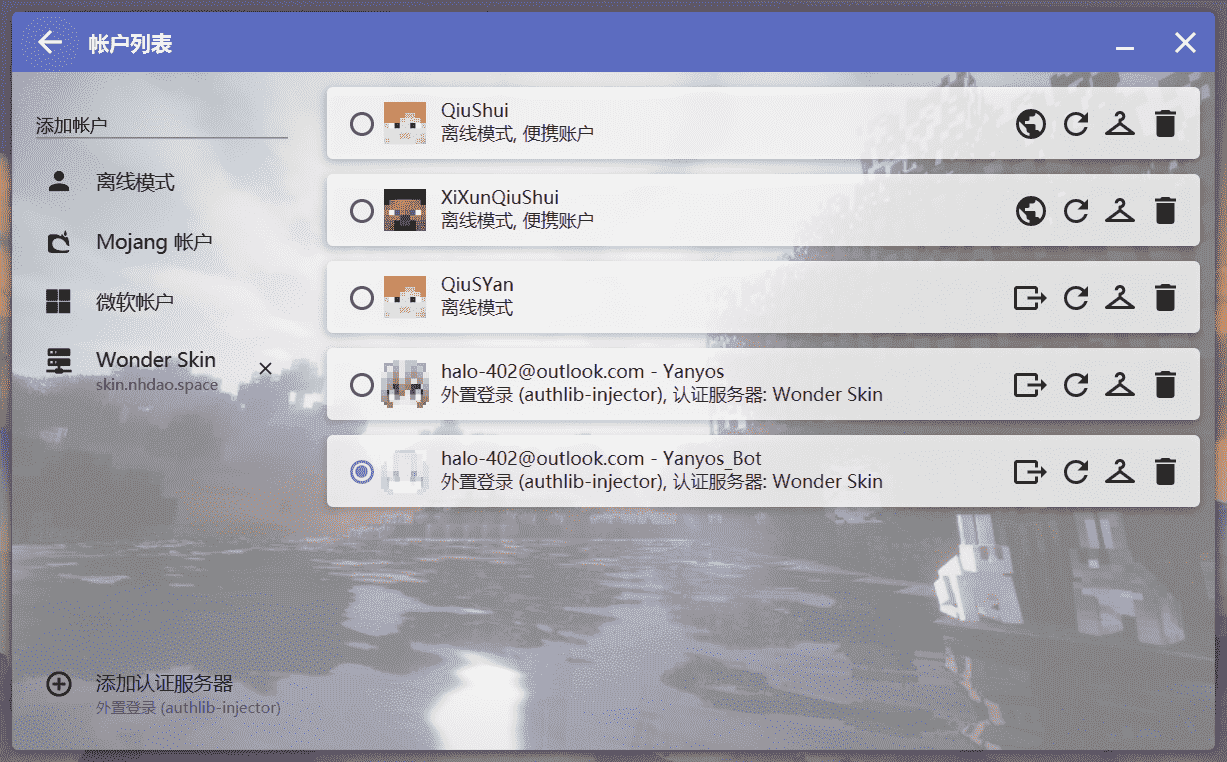 帐户列表
添加帐户
离线模式
Mojang 帐户
微软帐户
Wonder Skin
skin.nhdao.space
添加认证服务器
外置登录 (authlib-injector)
QiuShui
离线模式, 便携账户
XiXunQiuShui
离线模式, 便携账户
QiuSYan
离线模式
halo-402@outlook.com - Yanyos
外置登录 (authlib-injector), 认证服务器: Wonder Skin
halo-402@outlook.com - Yanyos_Bot
外置登录 (authlib-injector), 认证服务器: Wonder Skin